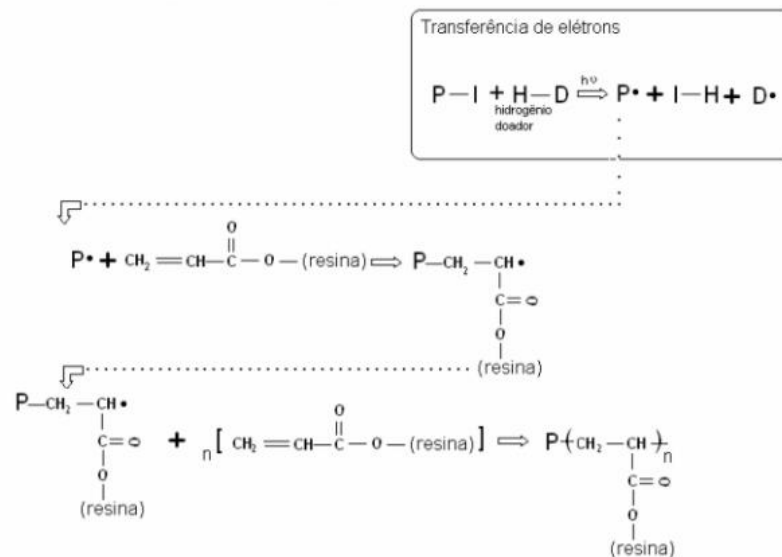 Transferência de elétrons
hυ
P—I + H—D ⇨ P• + I—H + D•
hidrogênio
doador
O
P• + CH₂=CH—C—O—(resina) ⇨ P—CH₂—CH•
C=O
O
(resina)
P—CH₂—CH• + n[CH₂=CH—C—O—(resina)] ⇨ P(CH₂—CH)n
O
C=O
C=O
O
O
(resina)
(resina)